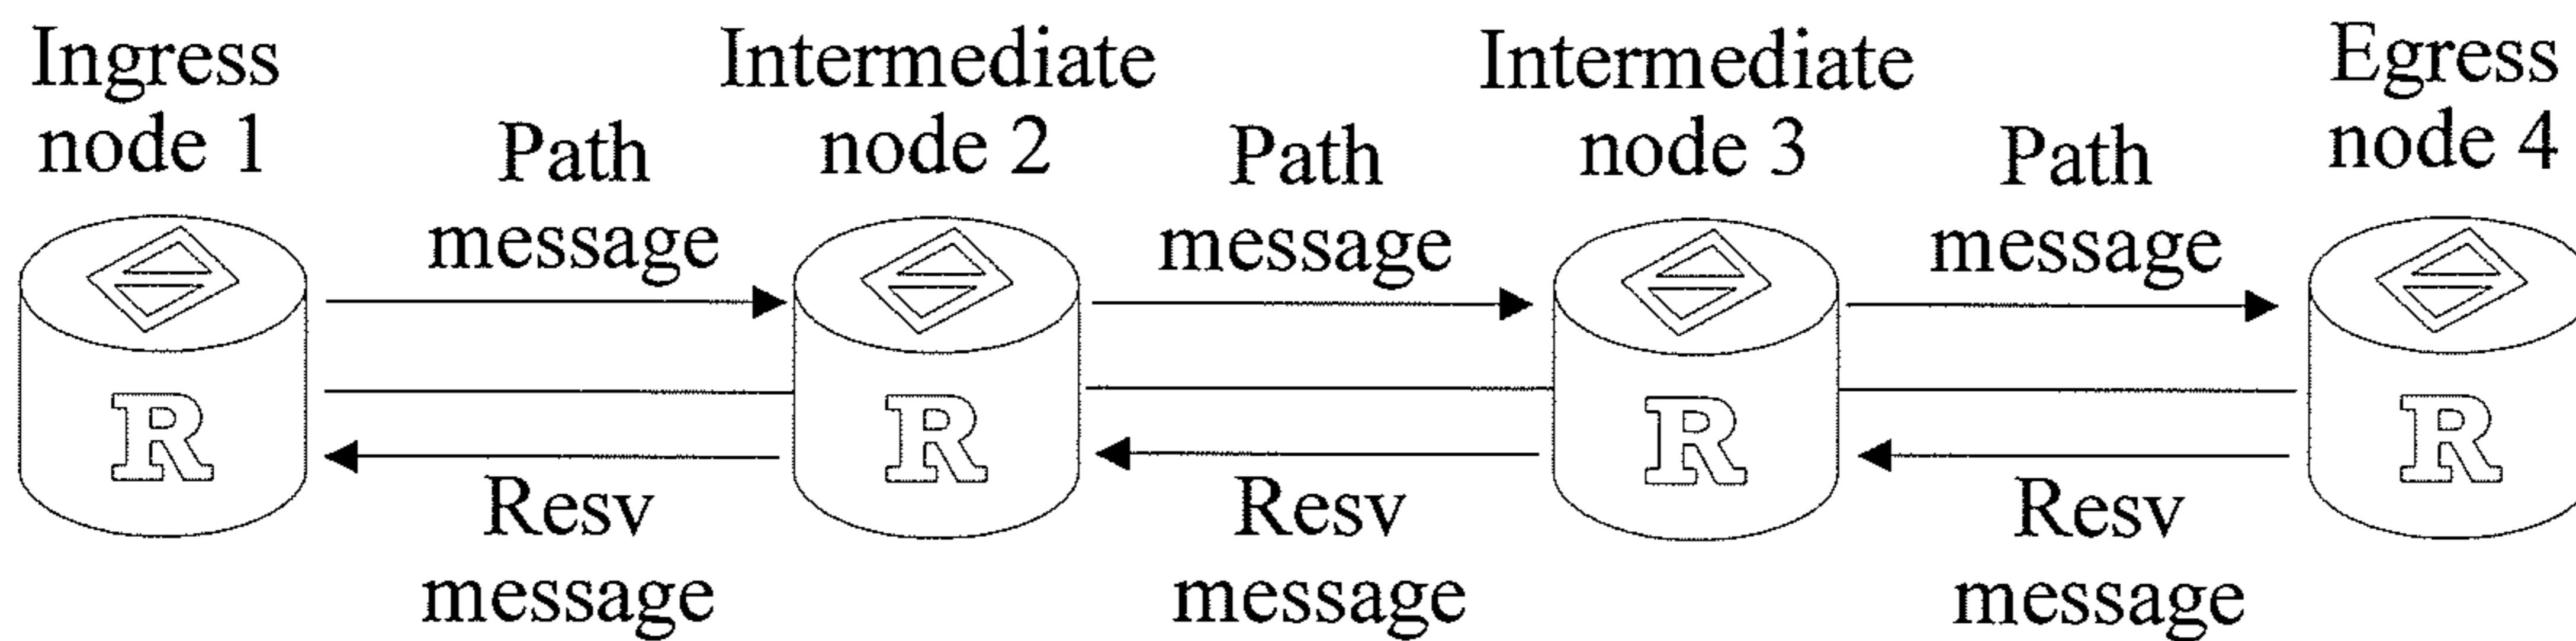 Ingress
node 1
Path
message
Intermediate
node 2
Path
message
Intermediate
node 3
Path
message
Egress
node 4
R
R
R
R
Resv
message
Resv
message
Resv
message